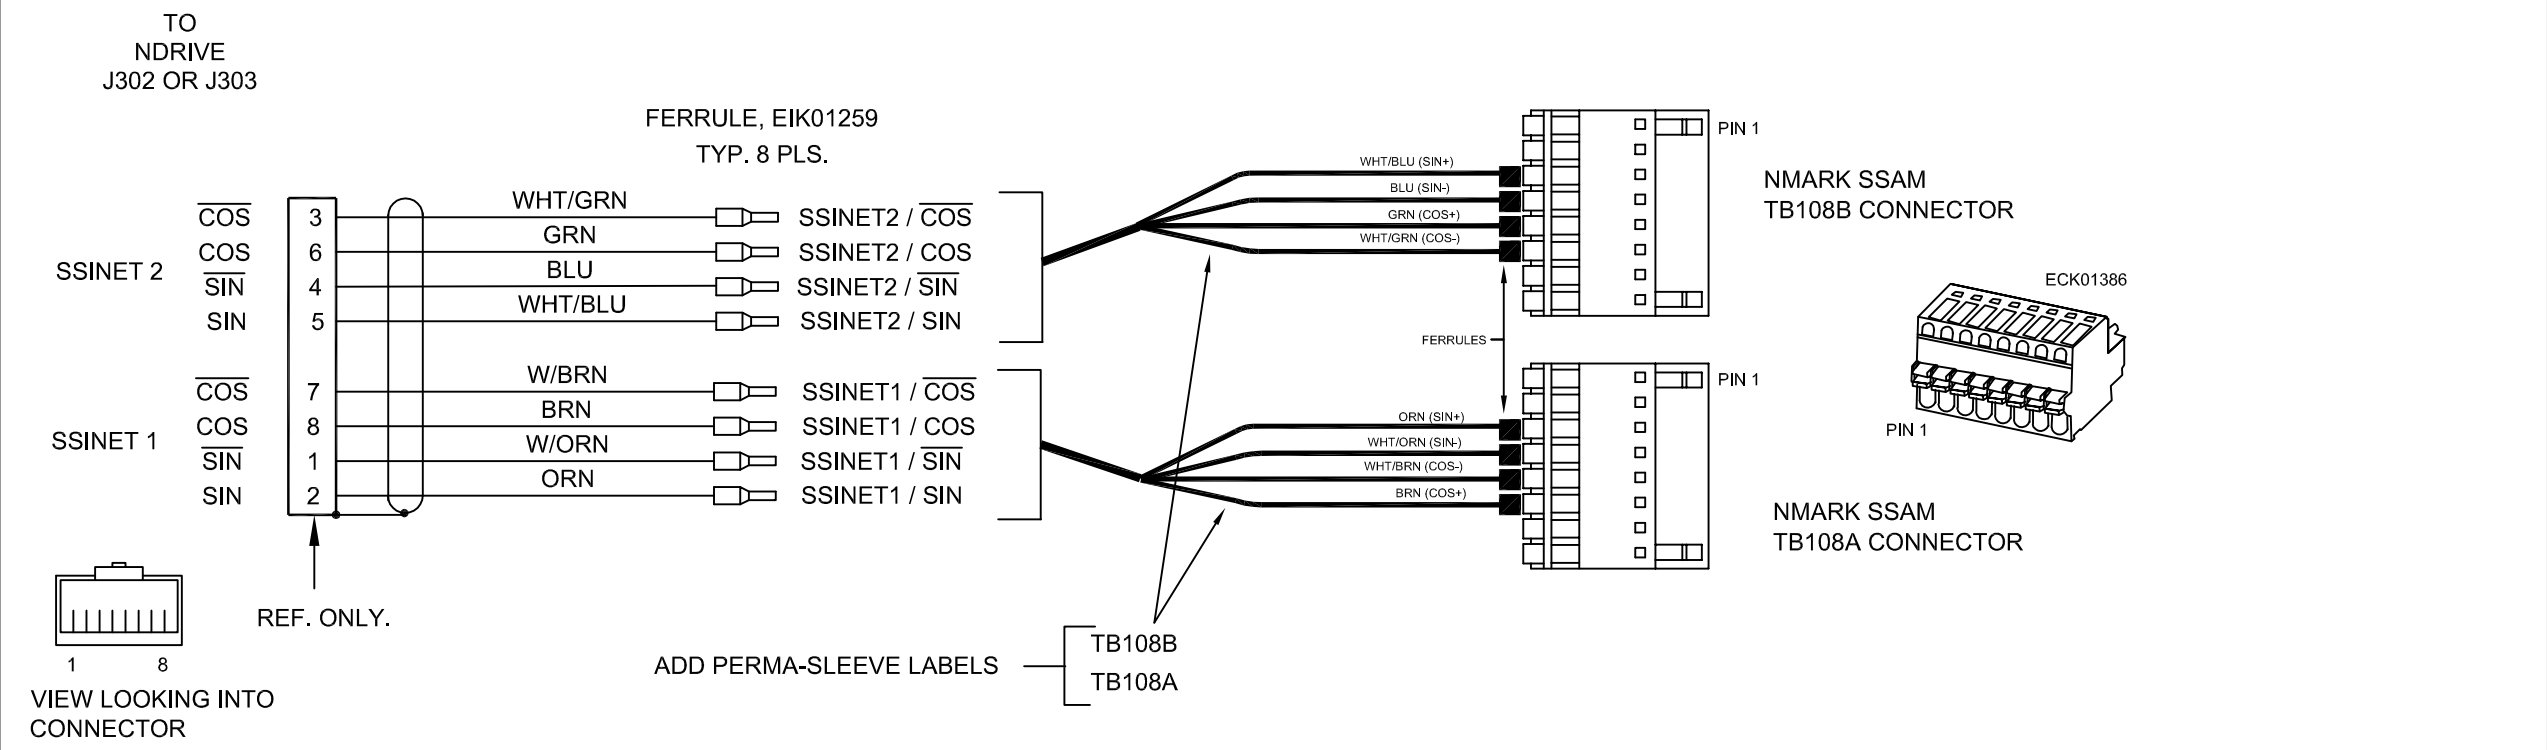 TO
NDRIVE
J302 OR J303
FERRULE, EIK01259
TYP. 8 PLS.
SSINET 2
COS 3 WHT/GRN SSINET2 / COS
COS 6 GRN SSINET2 / COS
SIN 4 BLU SSINET2 / SIN
SIN 5 WHT/BLU SSINET2 / SIN
SSINET 1
COS 7 W/BRN SSINET1 / COS
COS 8 BRN SSINET1 / COS
SIN 1 W/ORN SSINET1 / SIN
SIN 2 ORN SSINET1 / SIN
REF. ONLY.
1 8
VIEW LOOKING INTO
CONNECTOR
WHT/BLU (SIN+)
BLU (SIN-)
GRN (COS+)
WHT/GRN (COS-)
PIN 1
NMARK SSAM
TB108B CONNECTOR
FERRULES
ORN (SIN+)
WHT/ORN (SIN-)
WHT/BRN (COS-)
BRN (COS+)
PIN 1
NMARK SSAM
TB108A CONNECTOR
ECK01386
PIN 1
ADD PERMA-SLEEVE LABELS
TB108B
TB108A